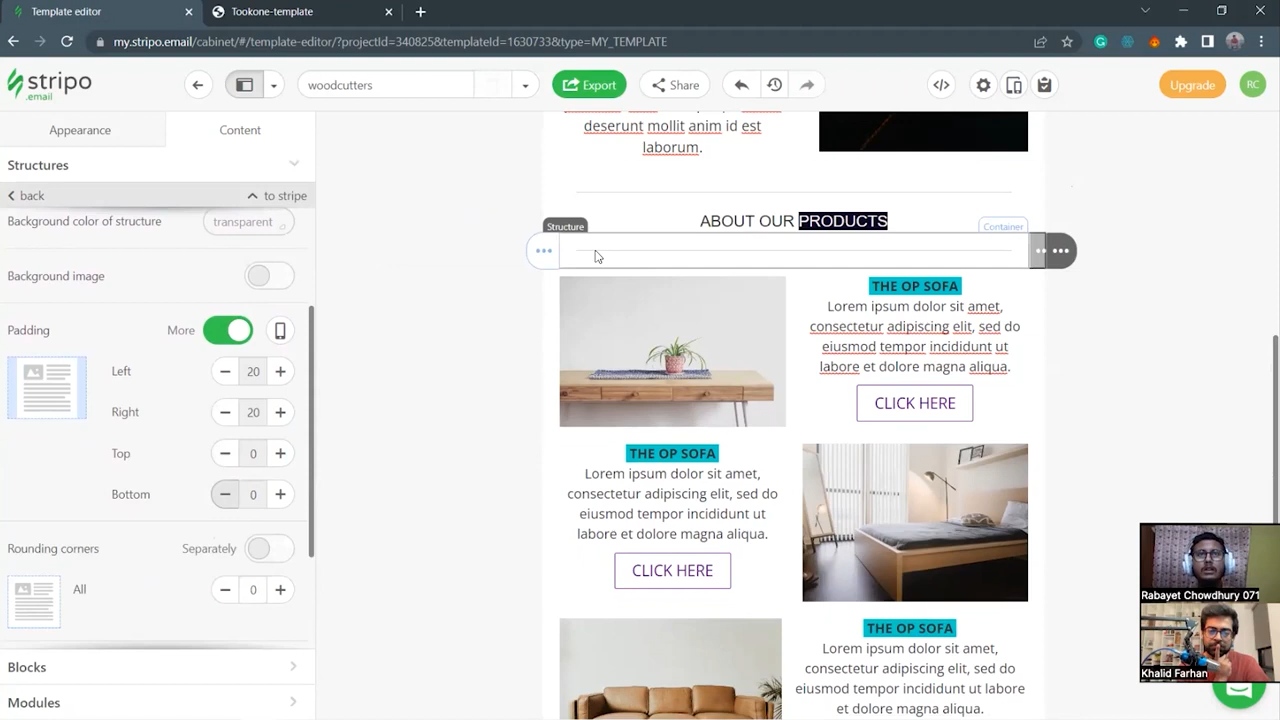 Template editor
Tookone-template
my.stripo.email/cabinet/#/template-editor/?projectId=340825&templateId=1630733&type=MY_TEMPLATE
stripo
.email
woodcutters
Export
Share
Upgrade
RC
Appearance
Content
Structures
back
to stripe
Background color of structure
transparent
Background image
Padding
More
Left
20
Right
20
Top
0
Bottom
0
Rounding corners
Separately
All
0
Blocks
Modules
deserunt mollit anim id est
laborum.
ABOUT OUR PRODUCTS
Structure
Container
THE OP SOFA
Lorem ipsum dolor sit amet,
consectetur adipiscing elit, sed do
eiusmod tempor incididunt ut
labore et dolore magna aliqua.
CLICK HERE
THE OP SOFA
Lorem ipsum dolor sit amet,
consectetur adipiscing elit, sed do
eiusmod tempor incididunt ut
labore et dolore magna aliqua.
CLICK HERE
THE OP SOFA
Lorem ipsum dolor sit amet,
consectetur adipiscing elit, sed do
eiusmod tempor incididunt ut labore
et dolore magna aliqua.
Rabayet Chowdhury 071
Khalid Farhan